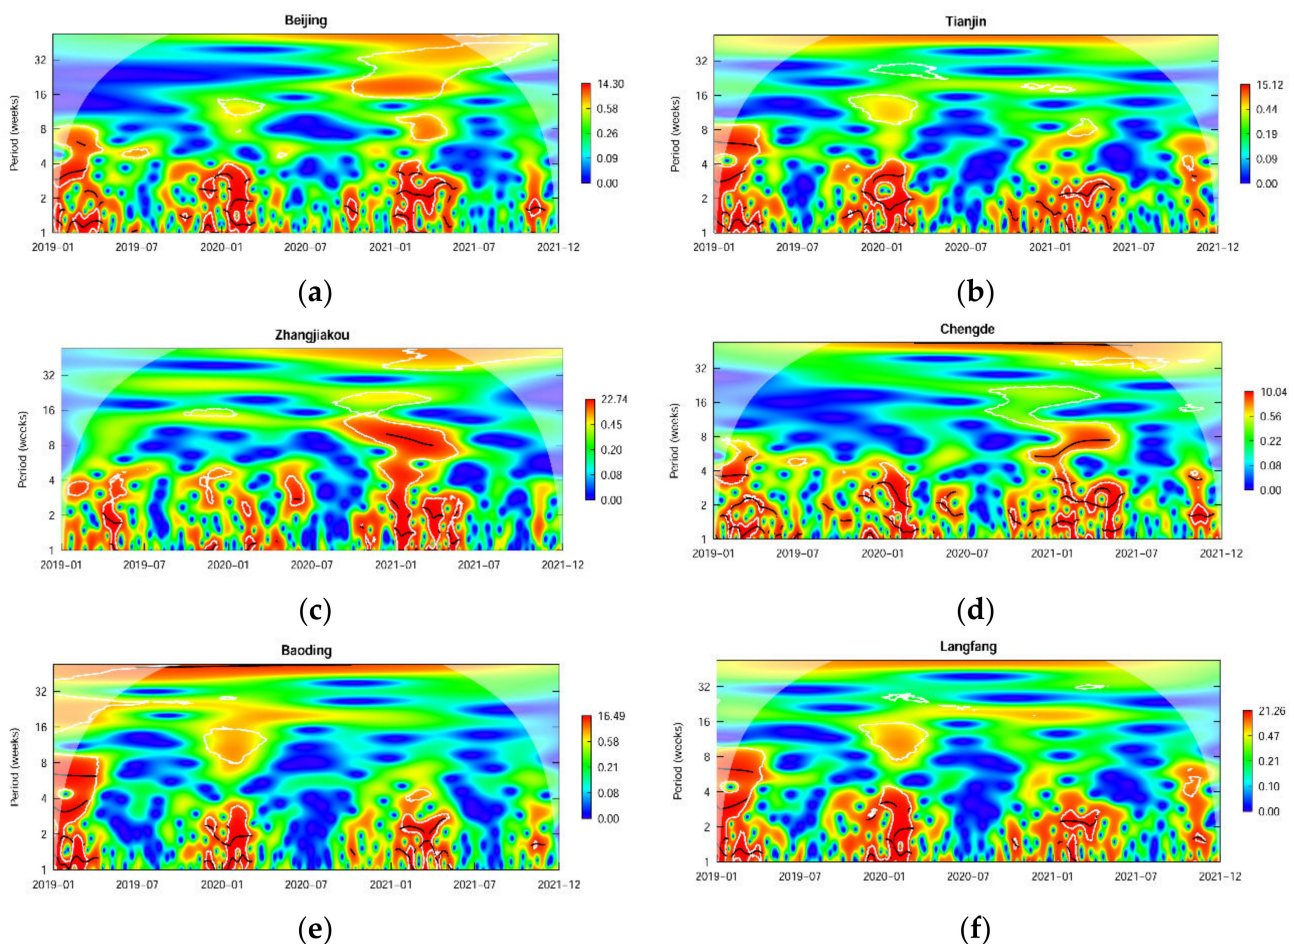 Beijing
Period (weeks)
32
16
8
4
2
1
2019-01 2019-07 2020-01 2020-07 2021-01 2021-07 2021-12
14.30
0.58
0.26
0.09
0.00
(a)
Tianjin
Period (weeks)
32
16
8
4
2
1
2019-01 2019-07 2020-01 2020-07 2021-01 2021-07 2021-12
15.12
0.44
0.19
0.09
0.00
(b)
Zhangjiakou
Period (weeks)
32
16
8
4
2
1
2019-01 2019-07 2020-01 2020-07 2021-01 2021-07 2021-12
22.74
0.45
0.20
0.08
0.00
(c)
Chengde
Period (weeks)
32
16
8
4
2
1
2019-01 2019-07 2020-01 2020-07 2021-01 2021-07 2021-12
10.04
0.56
0.22
0.08
0.00
(d)
Baoding
Period (weeks)
32
16
8
4
2
1
2019-01 2019-07 2020-01 2020-07 2021-01 2021-07 2021-12
16.49
0.58
0.21
0.08
0.00
(e)
Langfang
Period (weeks)
32
16
8
4
2
1
2019-01 2019-07 2020-01 2020-07 2021-01 2021-07 2021-12
21.26
0.47
0.21
0.10
0.00
(f)